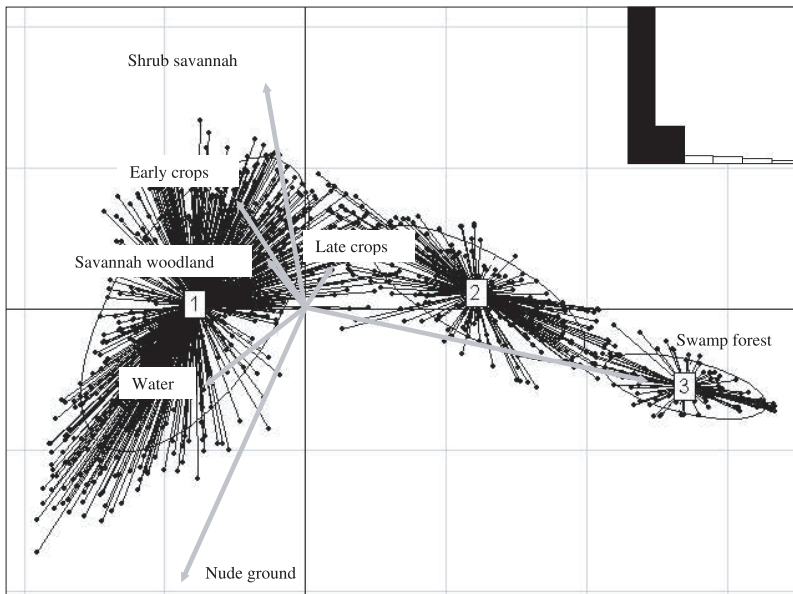 Shrub savannah
Early crops
Late crops
Savannah woodland
2
1
Swamp forest
Water
3
Nude ground